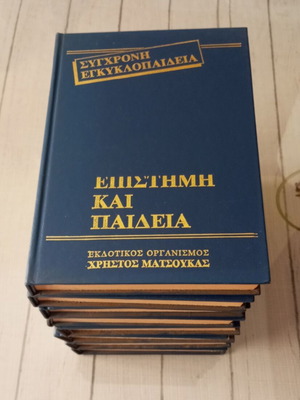 ΣΥΓΧΡΟΝΗ
ΕΓΚΥΚΛΟΠΑΙΔΕΙΑ
ΕΠΙΣΤΗΜΗ
ΚΑΙ
ΠΑΙΔΕΙΑ
ΕΚΔΟΤΙΚΟΣ ΟΡΓΑΝΙΣΜΟΣ
ΧΡΗΣΤΟΣ ΜΑΤΣΟΥΚΑΣ